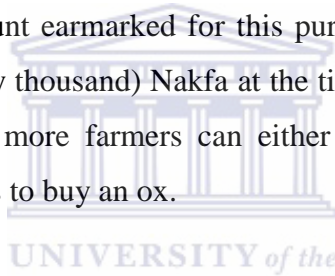 unt earmarked for this pur
y thousand) Nakfa at the ti
more farmers can either
to buy an ox.
UNIVERSITY of the